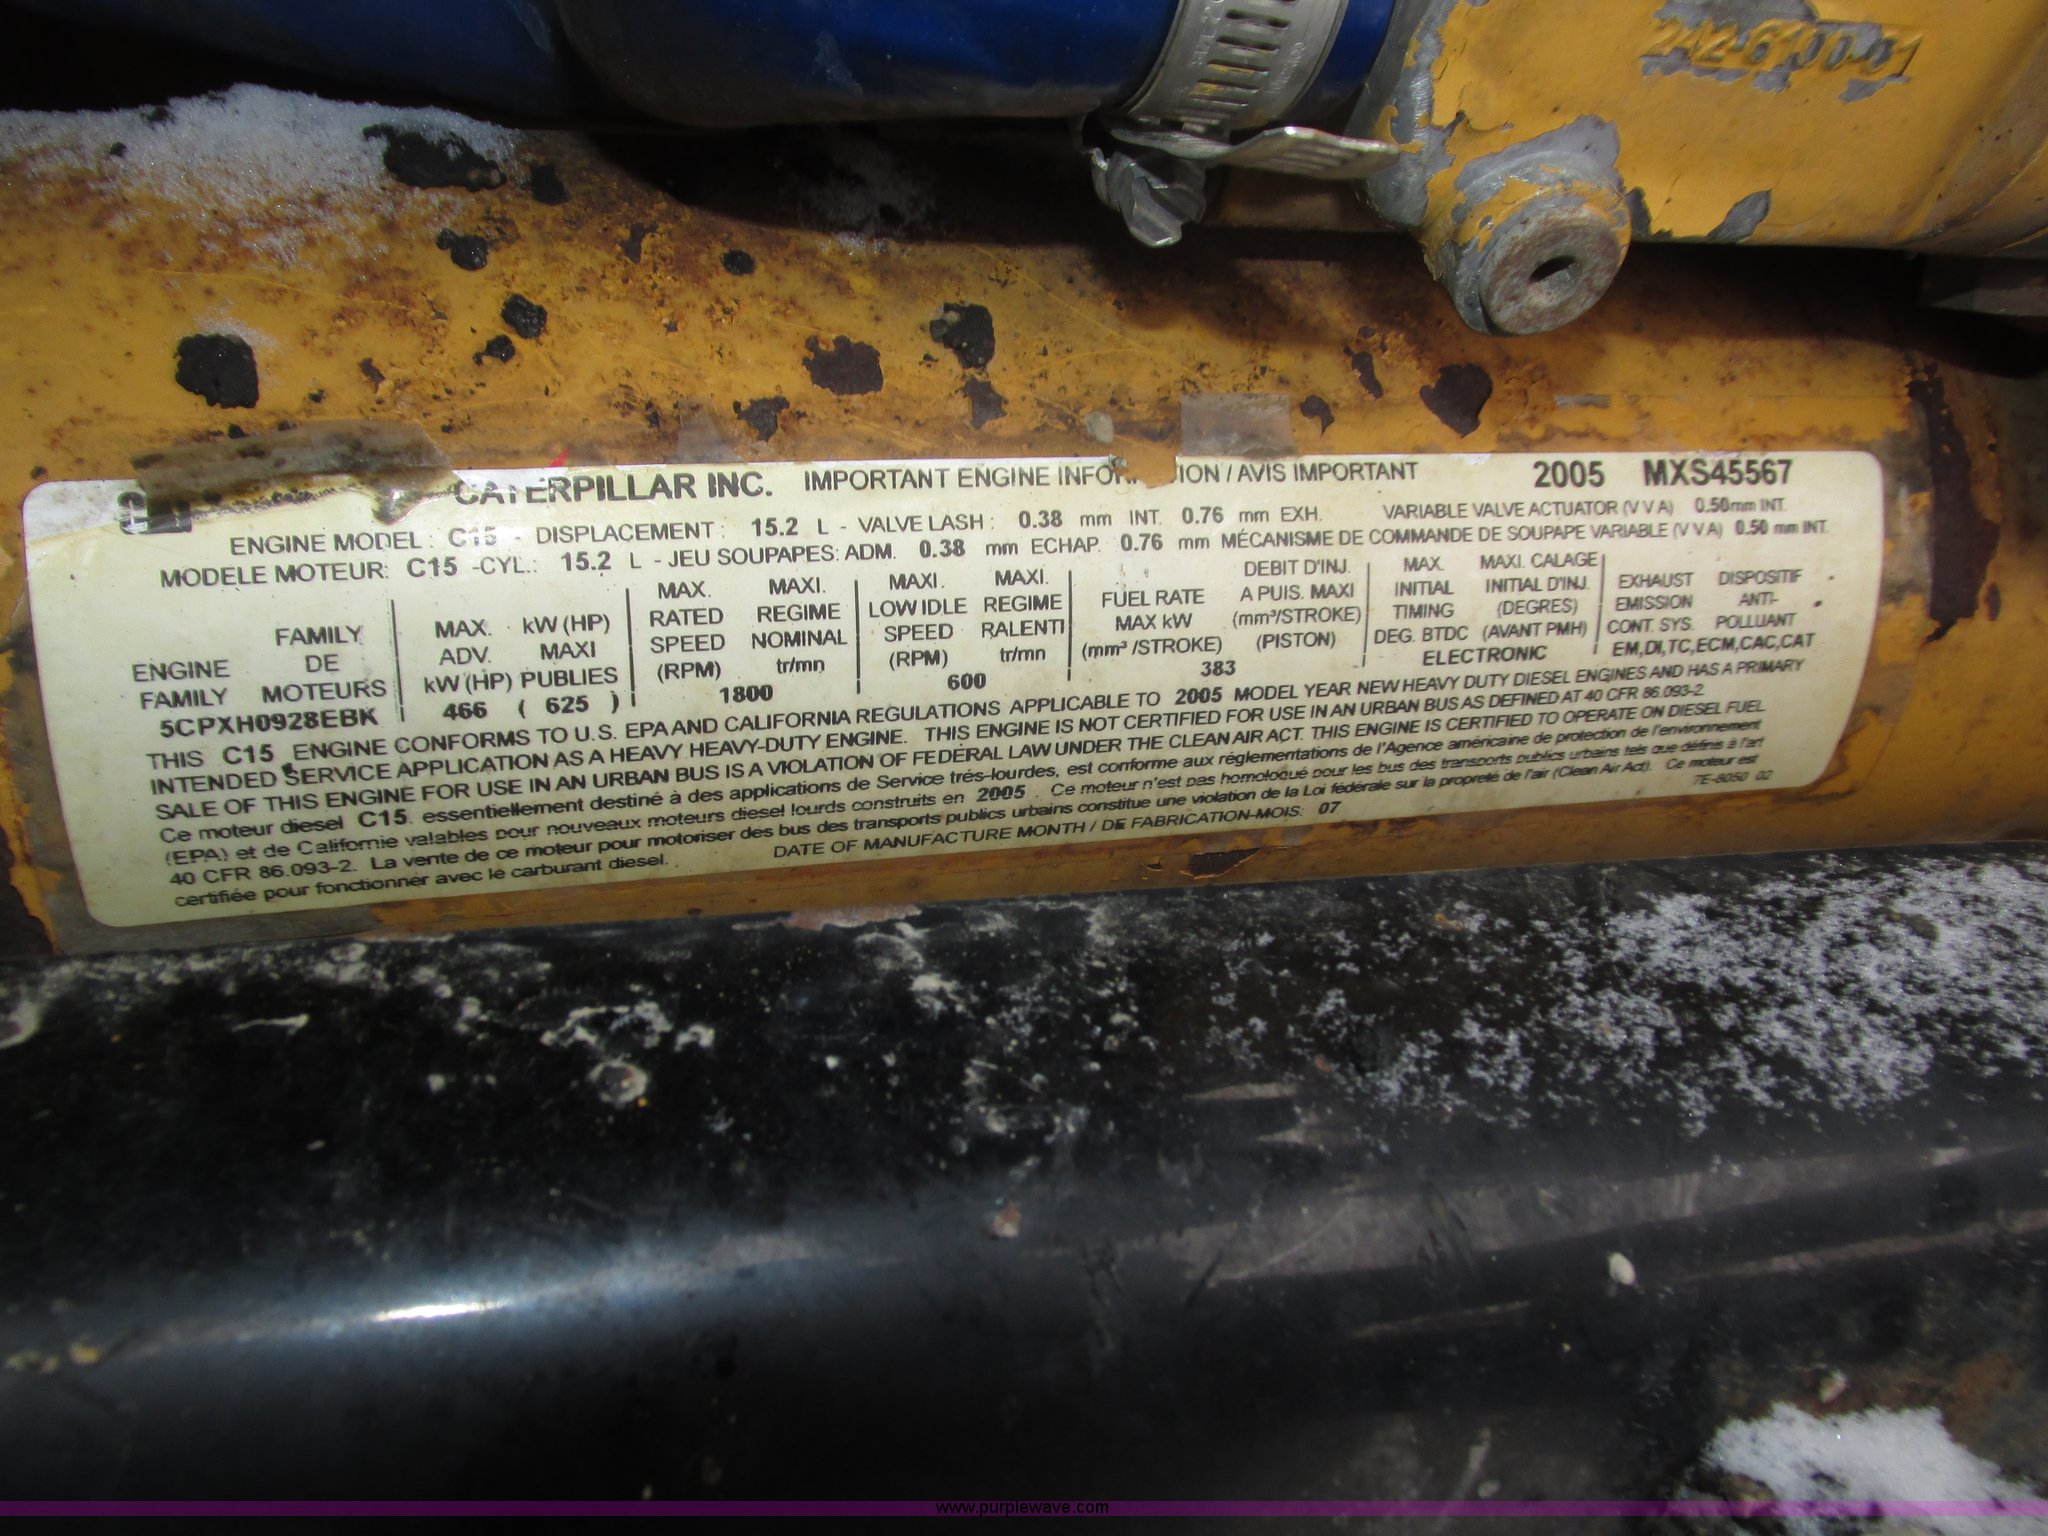 242-6100-01
CATERPILLAR INC. IMPORTANT ENGINE INFOR ION / AVIS IMPORTANT 2005 MXS45567
ENGINE MODEL: C15 - DISPLACEMENT: 15.2 L - VALVE LASH: 0.38 mm INT. 0.76 mm EXH. VARIABLE VALVE ACTUATOR (V V A) 0.50mm INT.
MODELE MOTEUR: C15 -CYL.: 15.2 L - JEU SOUPAPES: ADM. 0.38 mm ECHAP. 0.76 mm MÉCANISME DE COMMANDE DE SOUPAPE VARIABLE (V V A) 0.50 mm INT.
ENGINE
FAMILY
FAMILY
DE
MOTEURS
5CPXH0928EBK
MAX.
ADV.
kW (HP)
kW (HP)
MAXI
PUBLIES
466 ( 625 )
MAX.
RATED
SPEED
(RPM)
MAXI.
REGIME
NOMINAL
tr/mn
1800
MAXI.
LOW IDLE
SPEED
(RPM)
MAXI.
REGIME
RALENTI
tr/mn
600
FUEL RATE
MAX kW
(mm³ /STROKE)
DEBIT D'INJ.
A PUIS. MAXI
(mm³/STROKE)
(PISTON)
383
MAX.
INITIAL
TIMING
DEG. BTDC
MAXI. CALAGE
INITIAL D'INJ.
(DEGRES)
(AVANT PMH)
ELECTRONIC
EXHAUST
EMISSION
CONT. SYS.
DISPOSITIF
ANTI-
POLLUANT
EM,DI,TC,ECM,CAC,CAT
THIS C15 ENGINE CONFORMS TO U.S. EPA AND CALIFORNIA REGULATIONS APPLICABLE TO 2005 MODEL YEAR NEW HEAVY DUTY DIESEL ENGINES AND HAS A PRIMARY
INTENDED SERVICE APPLICATION AS A HEAVY HEAVY-DUTY ENGINE. THIS ENGINE IS NOT CERTIFIED FOR USE IN AN URBAN BUS AS DEFINED AT 40 CFR 86.093-2
SALE OF THIS ENGINE FOR USE IN AN URBAN BUS IS A VIOLATION OF FEDERAL LAW UNDER THE CLEAN AIR ACT. THIS ENGINE IS CERTIFIED TO OPERATE ON DIESEL FUEL
Ce moteur diesel C15 essentiellement destiné à des applications de Service trés-lourdes, est conforme aux réglementations de l'Agence américaine de protection de l'environnement
(EPA) et de Californie valables pour nouveaux moteurs diesel lourds construits en 2005 . Ce moteur n'est pas homologué pour les bus des transports publics urbains tels que définis à l'art
40 CFR 86.093-2. La vente de ce moteur pour motoriser des bus des transports publics urbains constitue une violation de la Loi fédérale sur la propreté de l'air (Clean Air Act). Ce moteur est
certifiée pour fonctionner avec le carburant diesel. DATE OF MANUFACTURE MONTH / DE FABRICATION-MOIS: 07 7E-8050 02
www.purplewave.com